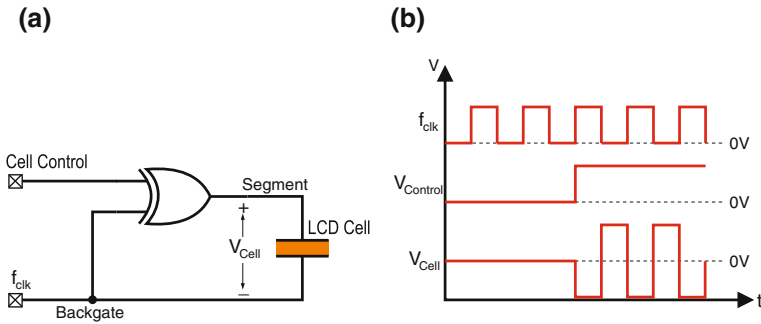 (a)
Cell Control
Segment
+
V_Cell
−
LCD Cell
f_clk
Backgate
(b)
V
f_clk
0V
V_Control
0V
V_Cell
0V
t